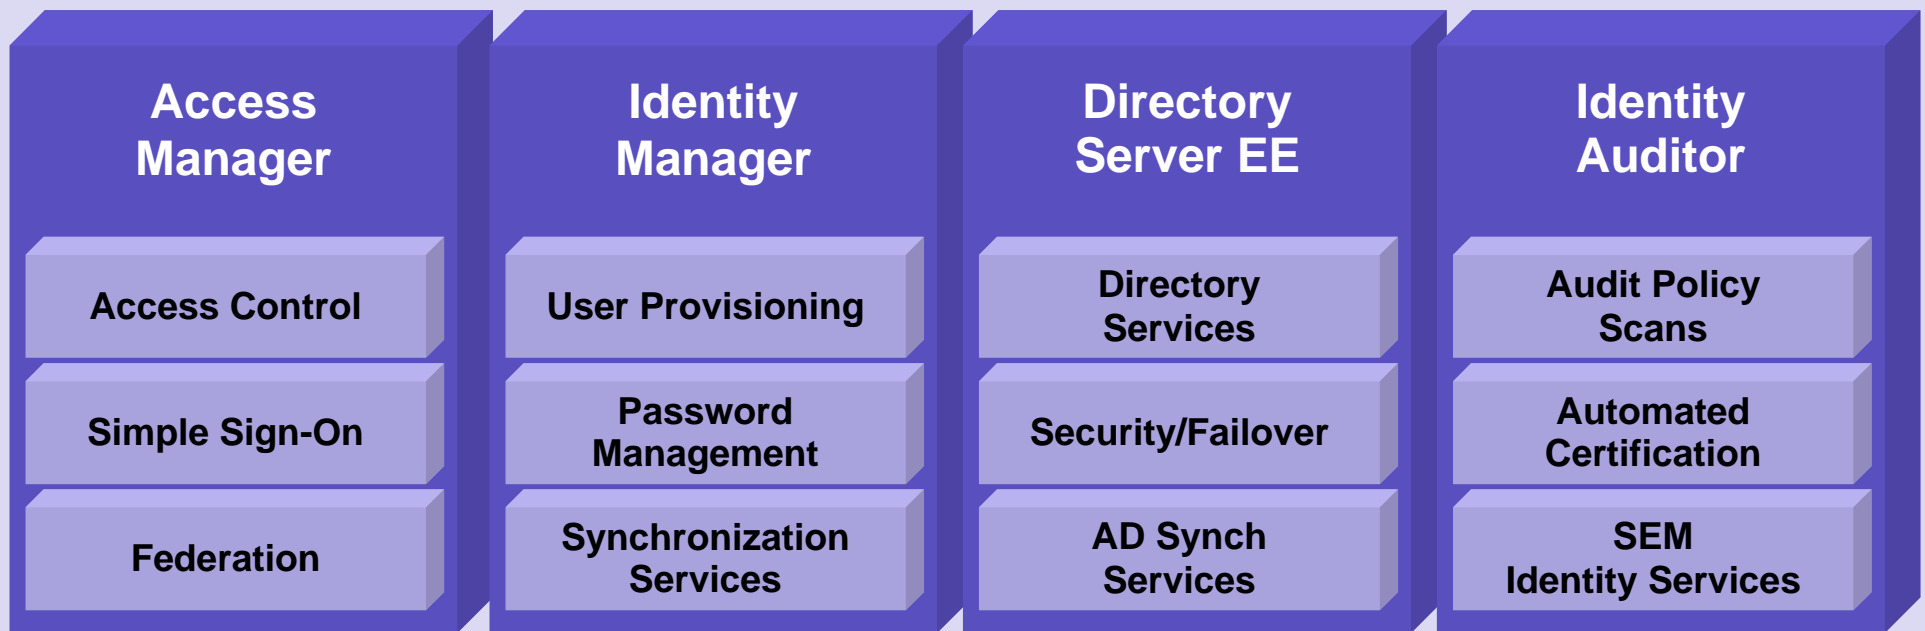 Access
Manager
Access Control
Simple Sign-On
Federation
Identity
Manager
User Provisioning
Password
Management
Synchronization
Services
Directory
Server EE
Directory
Services
Security/Failover
AD Synch
Services
Identity
Auditor
Audit Policy
Scans
Automated
Certification
SEM
Identity Services